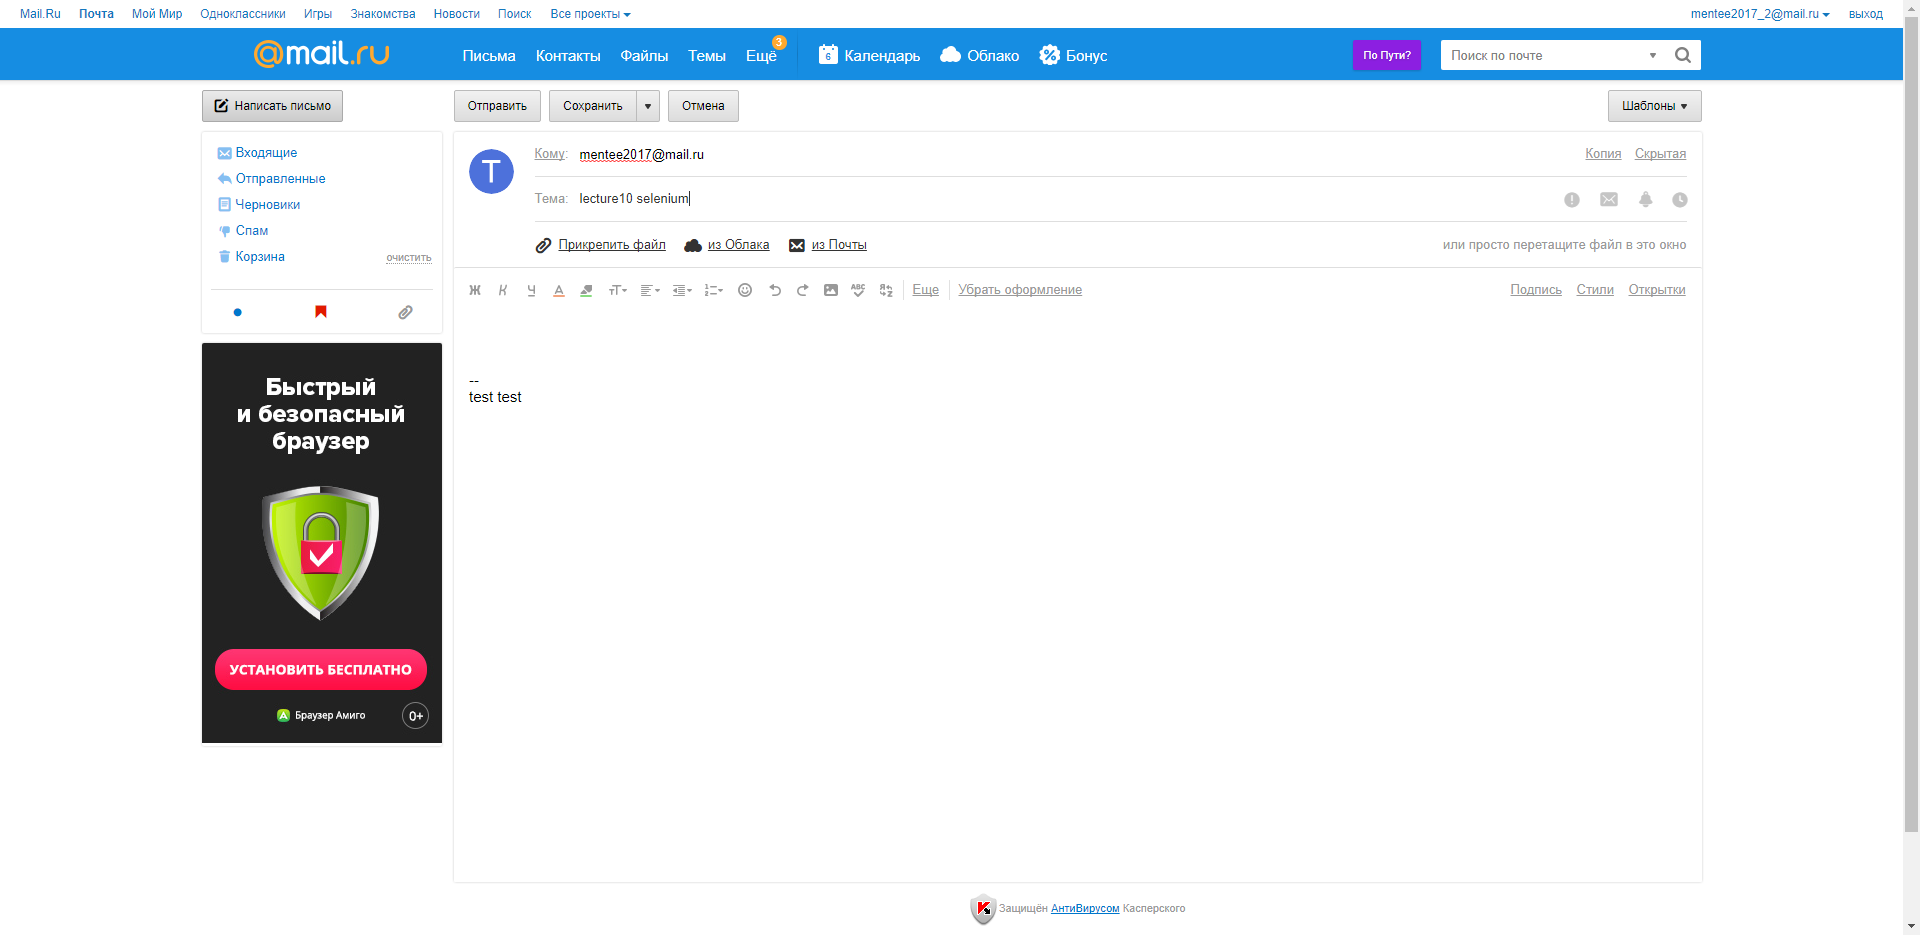 Mail.Ru Почта Мой Мир Одноклассники Игры Знакомства Новости Поиск Все проекты mentee2017_2@mail.ru выход
@mail.ru Письма Контакты Файлы Темы Ещё 3 6 Календарь Облако Бонус По Пути? Поиск по почте
Написать письмо Отправить Сохранить Отмена Шаблоны
Входящие
Отправленные
Черновики
Спам
Корзина очистить
Т
Кому: mentee2017@mail.ru Копия Скрытая
Тема: lecture10 selenium
Прикрепить файл из Облака из Почты или просто перетащите файл в это окно
Ж К Ч А тТ ABC Еще Убрать оформление Подпись Стили Открытки
--
test test
Быстрый
и безопасный
браузер
УСТАНОВИТЬ БЕСПЛАТНО
Браузер Амиго 0+
Защищён АнтиВирусом Касперского